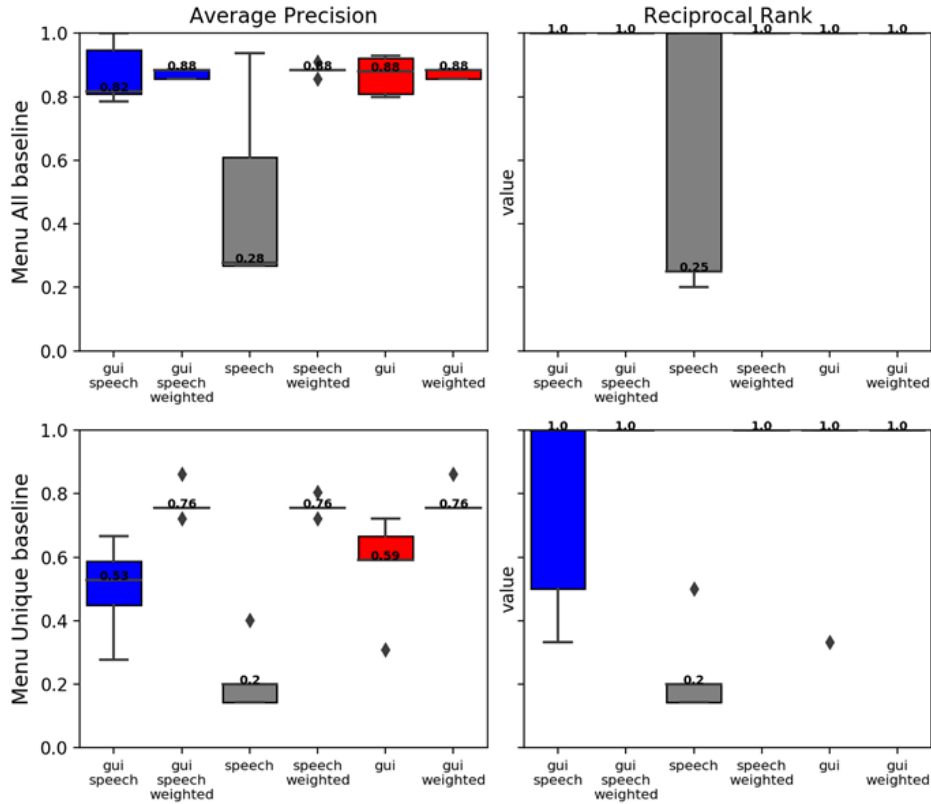 Average Precision
Reciprocal Rank
Menu All baseline
1.0
0.8
0.6
0.4
0.2
0.0
0.82
0.88
0.28
0.88
0.88
0.88
gui
speech
gui
speech
weighted
speech
speech
weighted
gui
gui
weighted
value
1.0
1.0
0.25
1.0
1.0
1.0
gui
speech
gui
speech
weighted
speech
speech
weighted
gui
gui
weighted
Menu Unique baseline
1.0
0.8
0.6
0.4
0.2
0.0
0.53
0.76
0.2
0.76
0.59
0.76
gui
speech
gui
speech
weighted
speech
speech
weighted
gui
gui
weighted
value
1.0
1.0
0.2
1.0
1.0
1.0
gui
speech
gui
speech
weighted
speech
speech
weighted
gui
gui
weighted